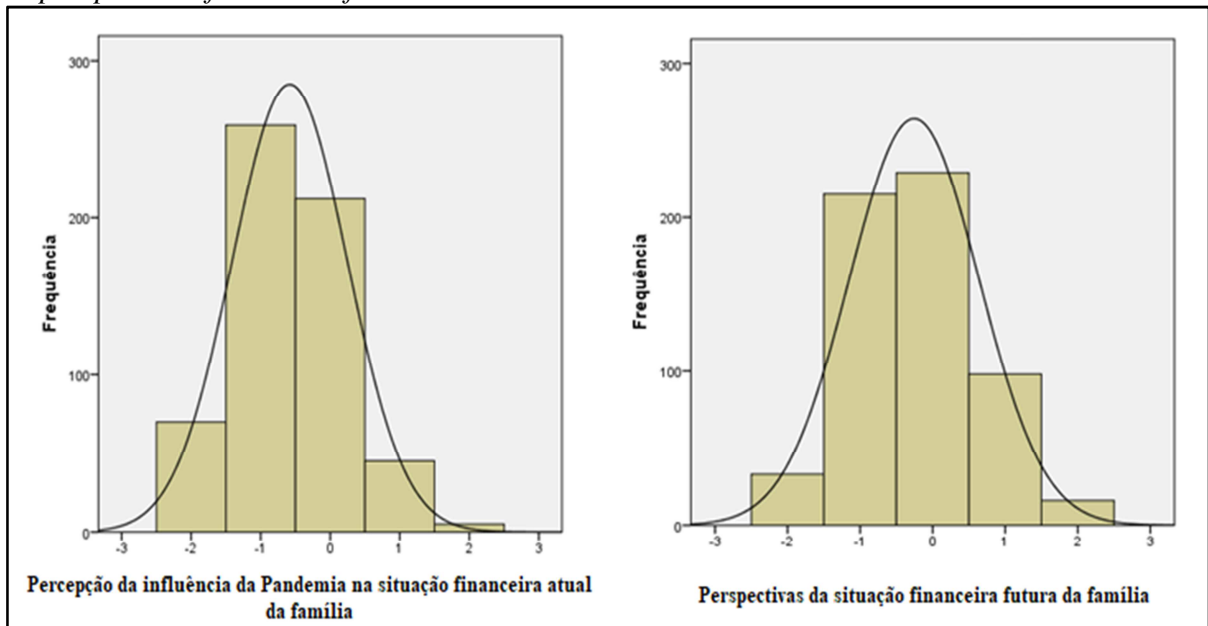 300
200
100
0
Frequência
-3 -2 -1 0 1 2 3
Percepção da influência da Pandemia na situação financeira atual
da família
300
200
100
0
Frequência
-3 -2 -1 0 1 2 3
Perspectivas da situação financeira futura da família